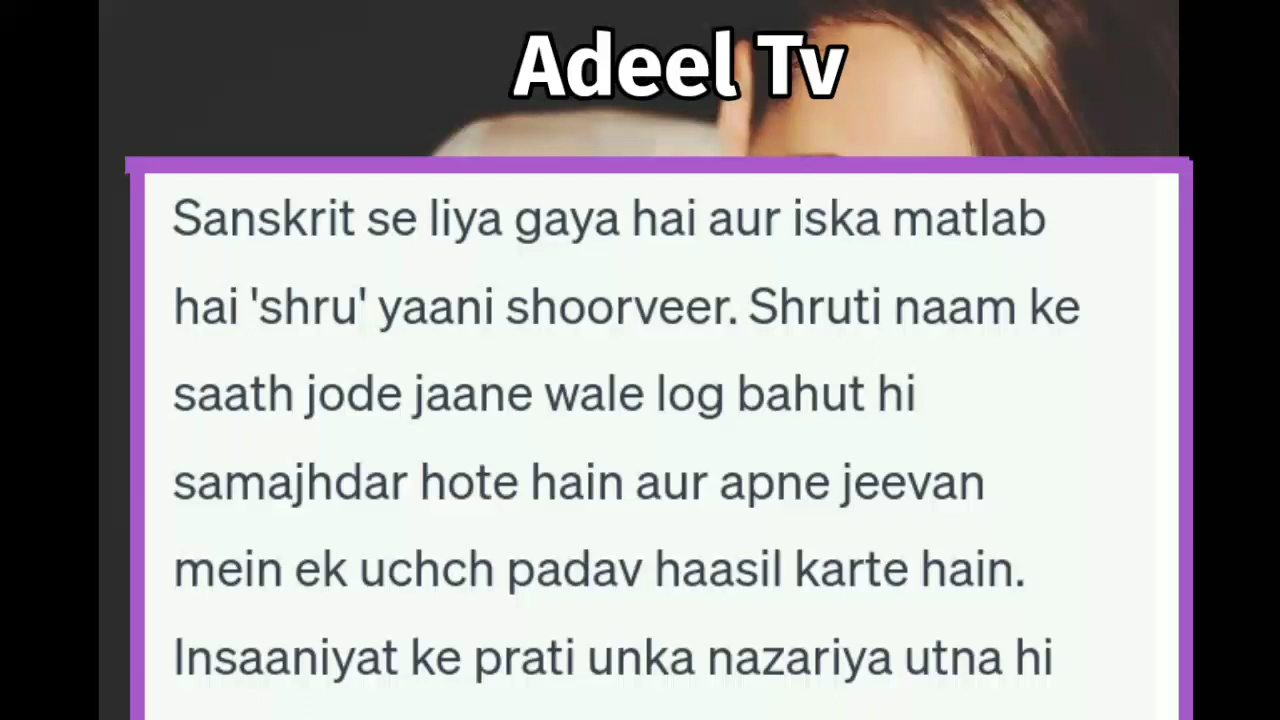 Adeel Tv
Sanskrit se liya gaya hai aur iska matlab
hai 'shru' yaani shoorveer. Shruti naam ke
saath jode jaane wale log bahut hi
samajhdar hote hain aur apne jeevan
mein ek uchch padav haasil karte hain.
Insaaniyat ke prati unka nazariya utna hi